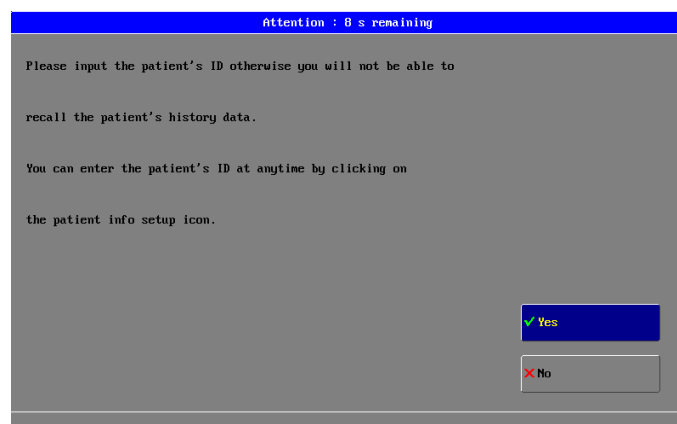 Attention : 8 s remaining
Please input the patient's ID otherwise you will not be able to
recall the patient's history data.
You can enter the patient's ID at anytime by clicking on
the patient info setup icon.
Yes
No